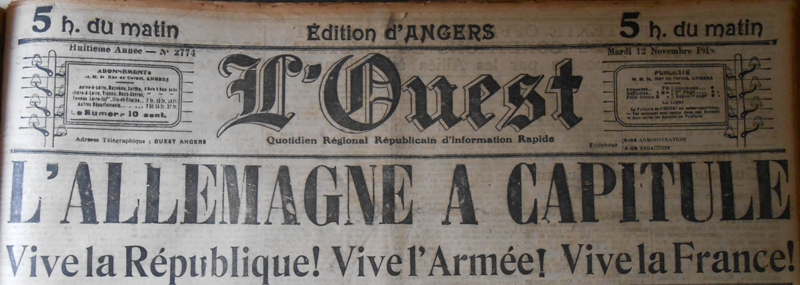 5 h. du matin
Édition d'ANGERS
5 h. du matin
Huitième Année — N° 2774
Mardi 12 Novembre 1918
L'Ouest
ABONNEMENTS
Le Numéro 10 cent.
Adresse Télégraphique : OUEST ANGERS
PUBLICITÉ
Quotidien Régional Républicain d'Information Rapide
Téléphone
ADMINISTRATION
RÉDACTION
L'ALLEMAGNE A CAPITULE
Vive la République! Vive l'Armée! Vive la France!